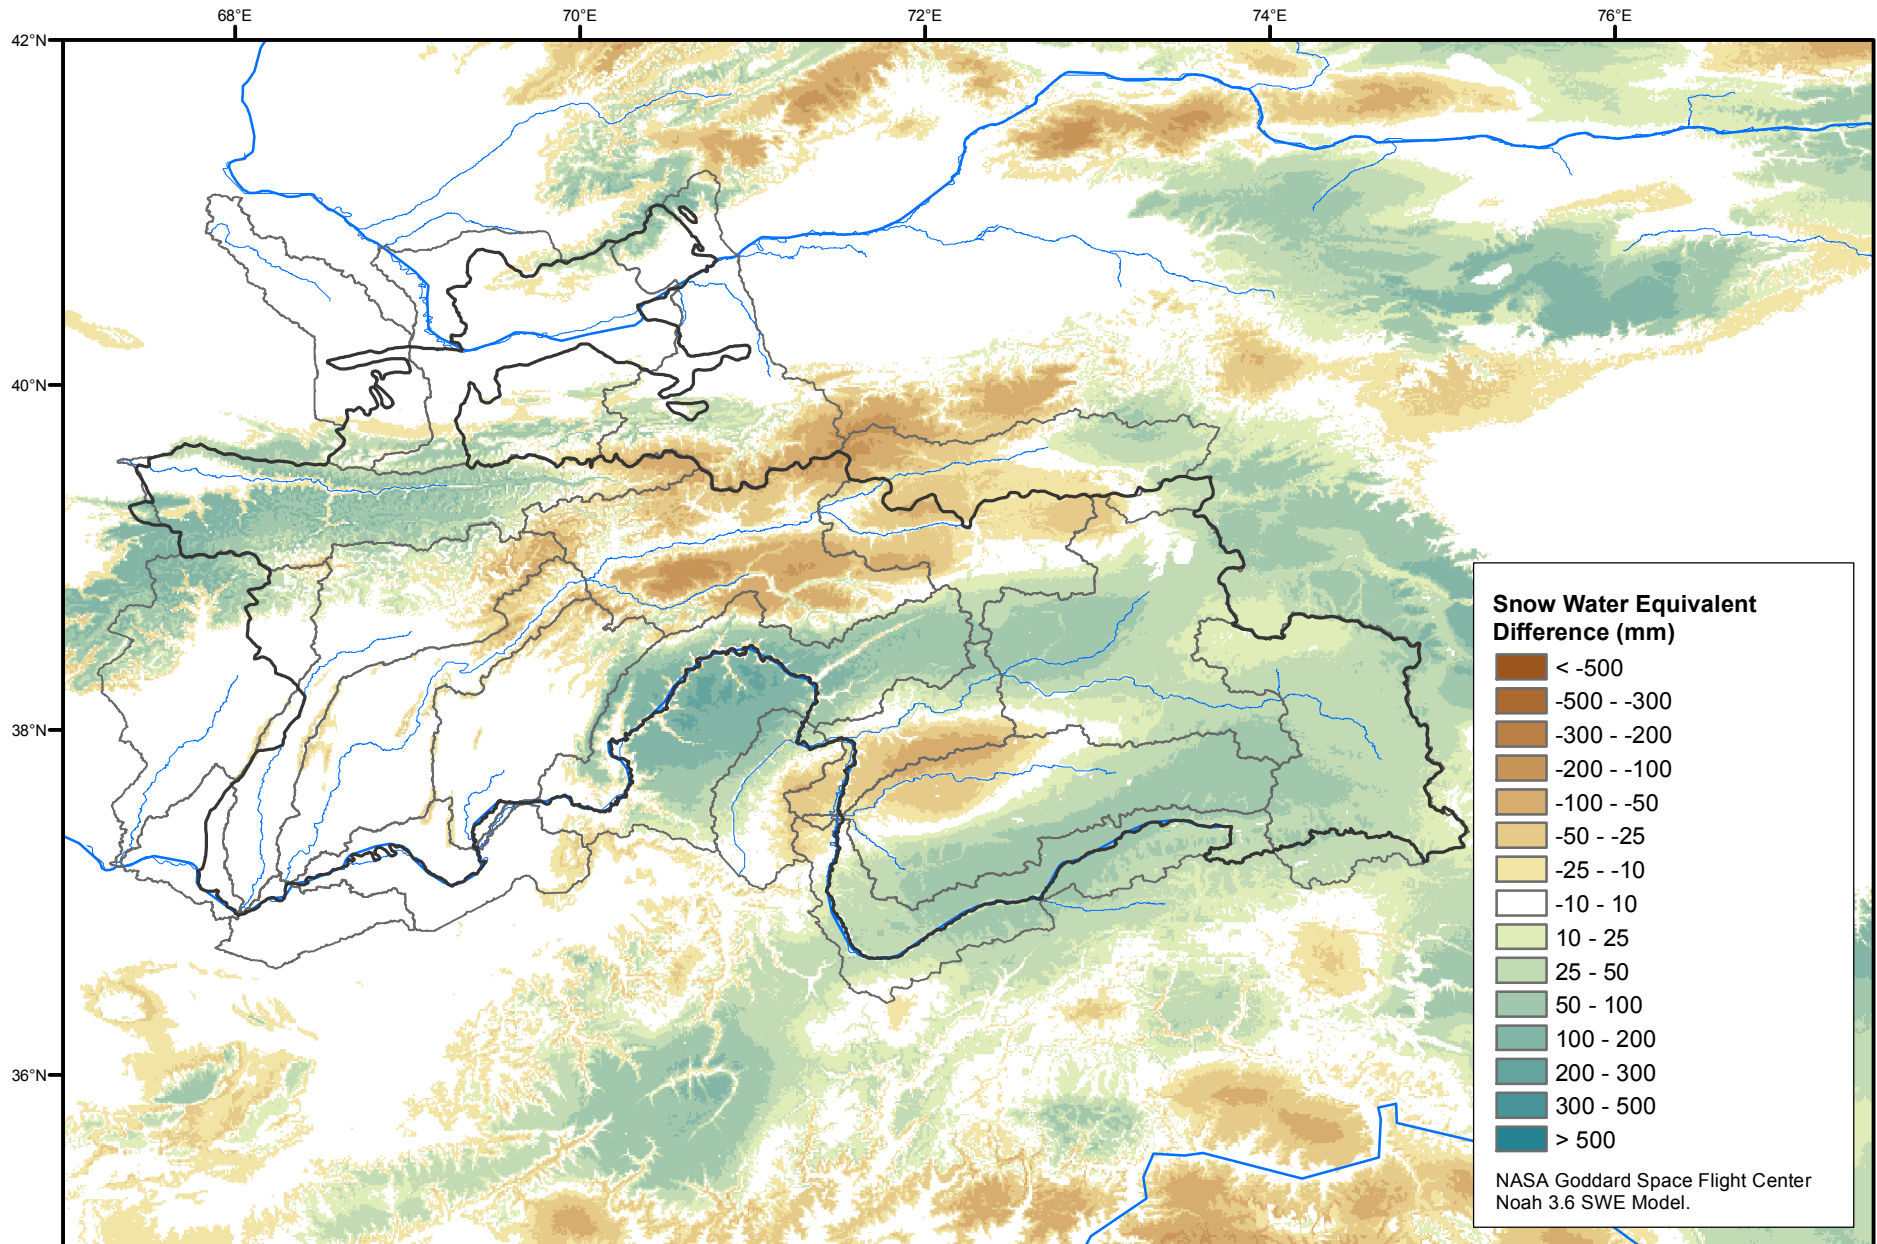 68°E
70°E
72°E
74°E
76°E
42°N
40°N
38°N
36°N
Snow Water Equivalent
Difference (mm)
< -500
-500 - -300
-300 - -200
-200 - -100
-100 - -50
-50 - -25
-25 - -10
-10 - 10
10 - 25
25 - 50
50 - 100
100 - 200
200 - 300
300 - 500
> 500
NASA Goddard Space Flight Center
Noah 3.6 SWE Model.